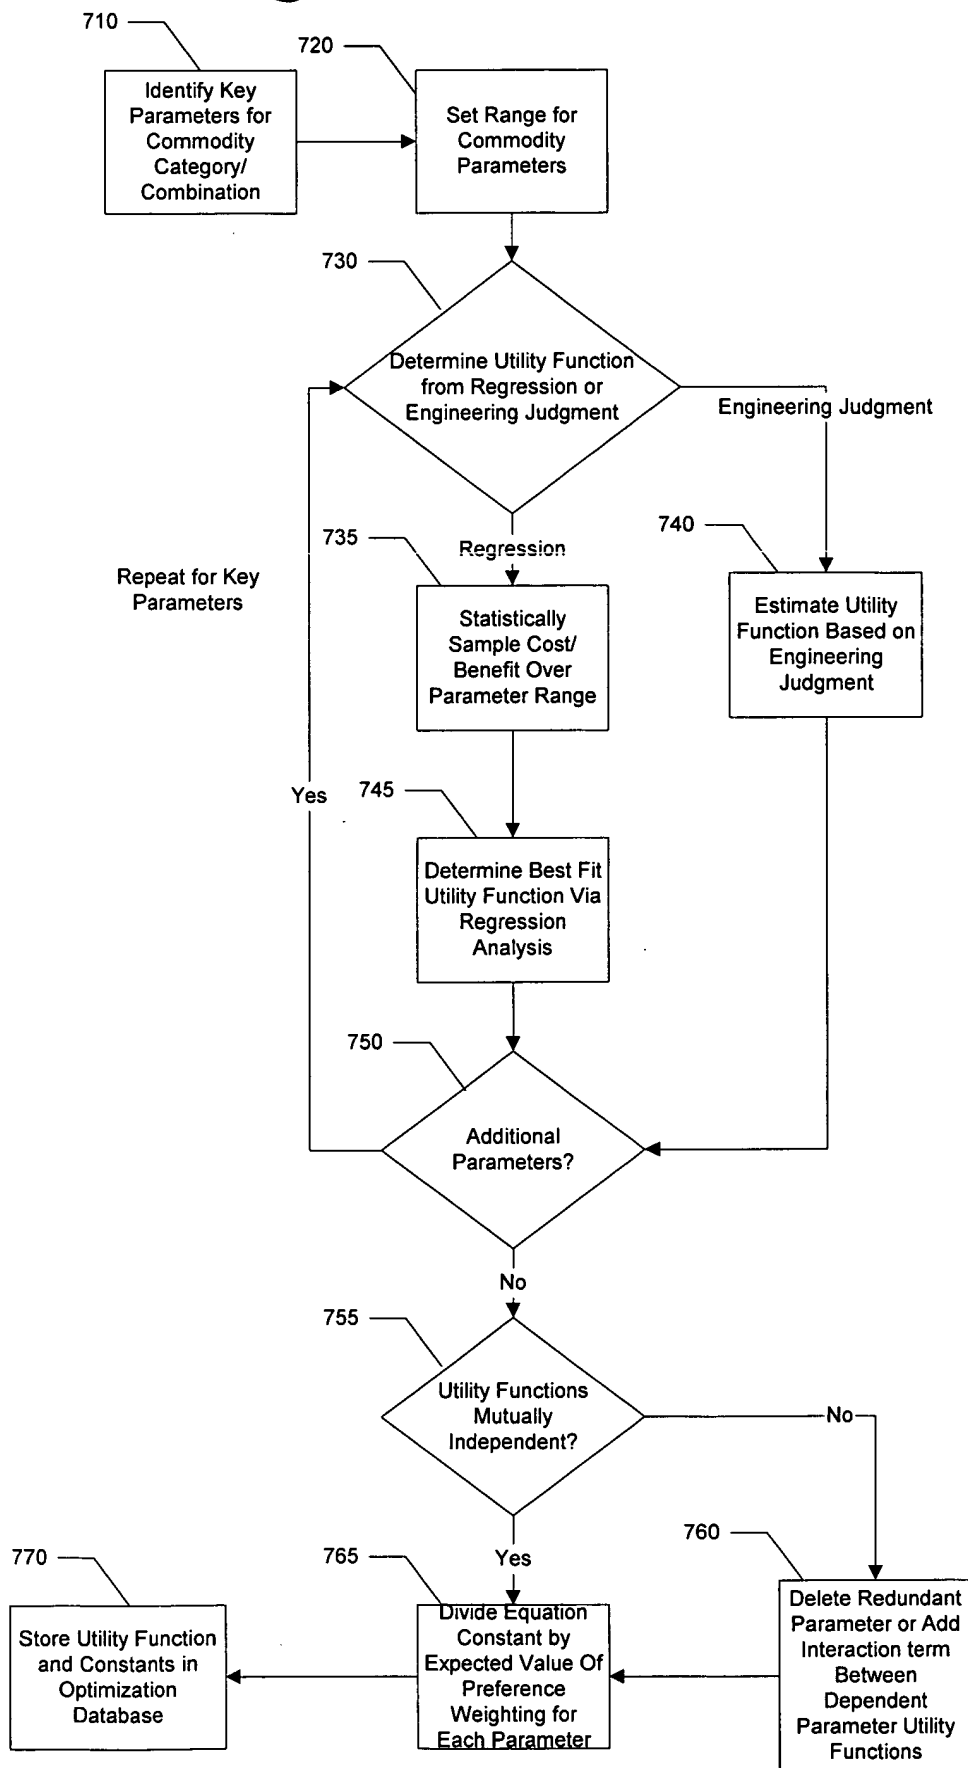 710
720
Identify Key
Parameters for
Commodity
Category/
Combination
Set Range for
Commodity
Parameters
730
Determine Utility Function
from Regression or
Engineering Judgment
Engineering Judgment
735
Regression
740
Repeat for Key
Parameters
Statistically
Sample Cost/
Benefit Over
Parameter Range
Estimate Utility
Function Based on
Engineering
Judgment
Yes
745
Determine Best Fit
Utility Function Via
Regression
Analysis
750
Additional
Parameters?
No
755
Utility Functions
Mutually
Independent?
No
760
Yes
770
765
Store Utility Function
and Constants in
Optimization
Database
Divide Equation
Constant by
Expected Value Of
Preference
Weighting for
Each Parameter
Delete Redundant
Parameter or Add
Interaction term
Between
Dependent
Parameter Utility
Functions